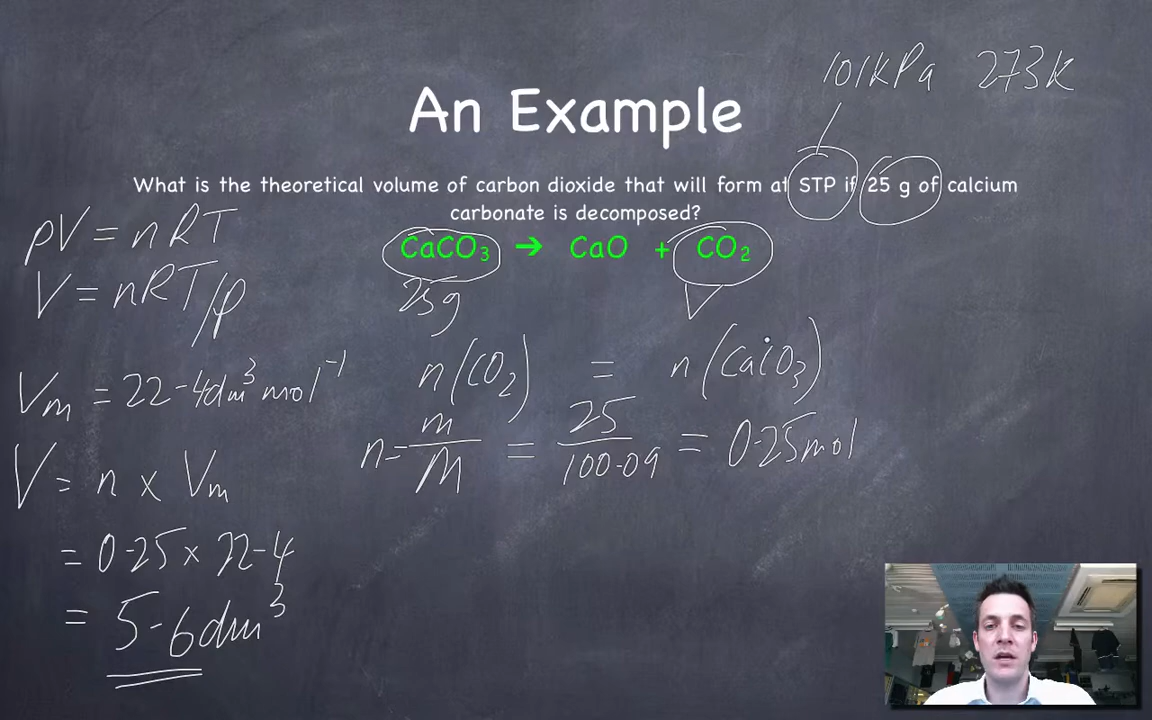 101kPa 273K
An Example
What is the theoretical volume of carbon dioxide that will form at STP if 25 g of calcium
carbonate is decomposed?
CaCO₃ → CaO + CO₂
25g V
pV = nRT
V = nRT/p
n(CO₂) = n(CaCO₃)
Vm = 22.4dm³mol⁻¹
n = m/M = 25/100.09 = 0.25mol
V = n x Vm
= 0.25 x 22.4
= 5.6dm³